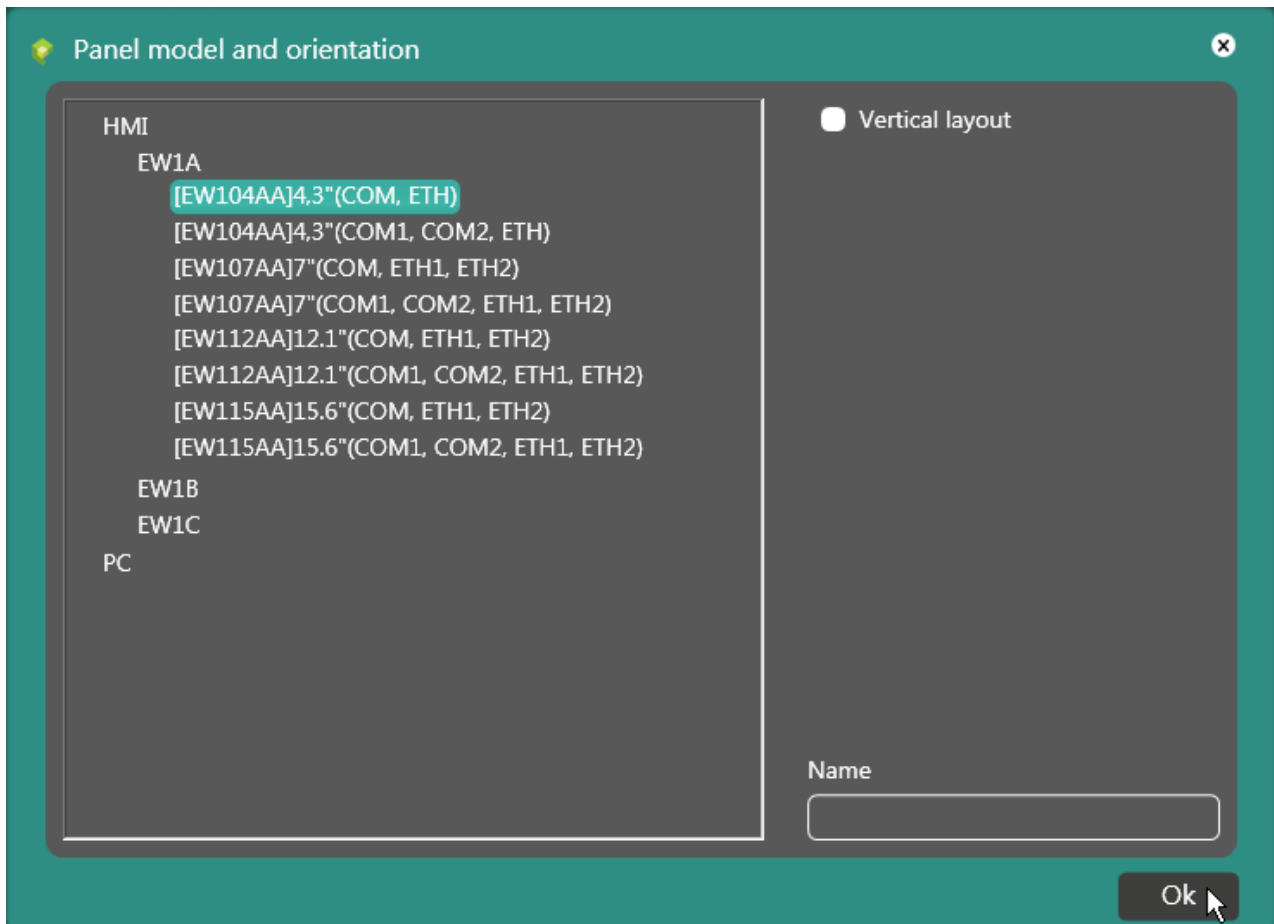 Panel model and orientation
HMI
EW1A
[EW104AA]4,3"(COM, ETH)
[EW104AA]4,3"(COM1, COM2, ETH)
[EW107AA]7"(COM, ETH1, ETH2)
[EW107AA]7"(COM1, COM2, ETH1, ETH2)
[EW112AA]12.1"(COM, ETH1, ETH2)
[EW112AA]12.1"(COM1, COM2, ETH1, ETH2)
[EW115AA]15.6"(COM, ETH1, ETH2)
[EW115AA]15.6"(COM1, COM2, ETH1, ETH2)
EW1B
EW1C
PC
Vertical layout
Name
Ok